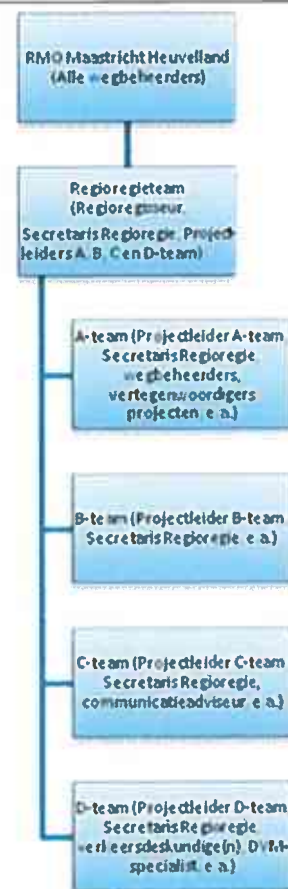 RMO Maastricht Heuvelland
(Alle wegbeheerders)
Regioregieteam
(Regioregisseur,
Secretaris Regioregie, Project-
leiders A, B, C en D-team)
A-team (Projectleider A-team
Secretaris Regioregie,
wegbeheerders,
vertegenwoordigers
projecten, e.a.)
B-team (Projectleider B-team
Secretaris Regioregie, e.a.)
C-team (Projectleider C-team
Secretaris Regioregie,
communicatieadviseur, e.a.)
D-team (Projectleider D-team
Secretaris Regioregie,
verkeersdeskundige(n), DVM-
specialist, e.a.)